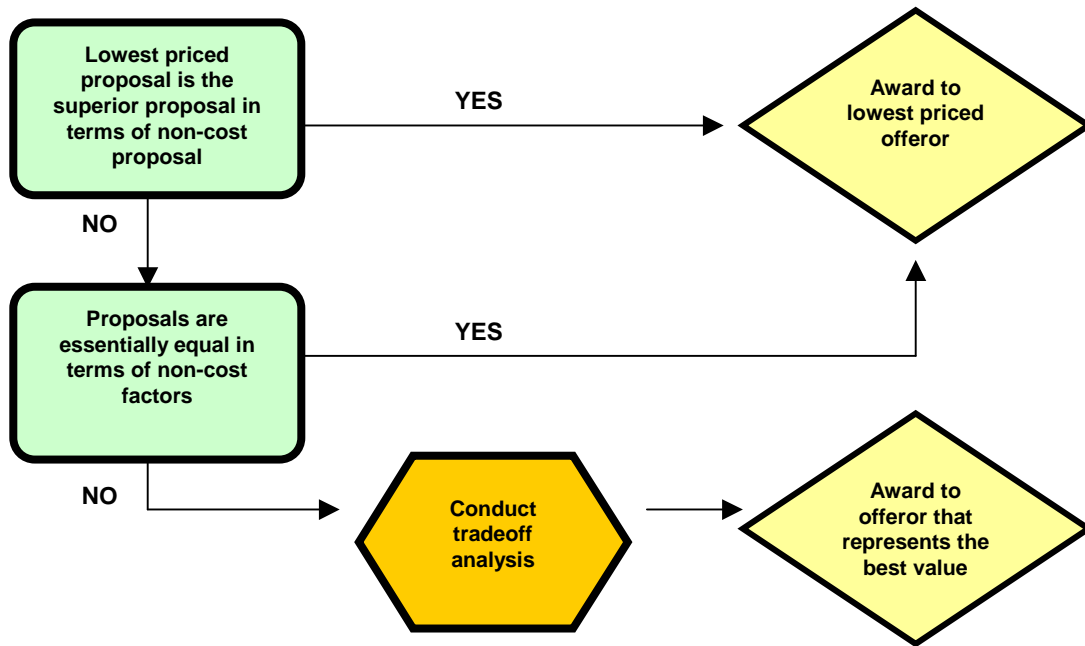 Lowest priced
proposal is the
superior proposal in
terms of non-cost
proposal
YES
Award to
lowest priced
offeror
NO
Proposals are
essentially equal in
terms of non-cost
factors
YES
NO
Conduct
tradeoff
analysis
Award to
offeror that
represents the
best value